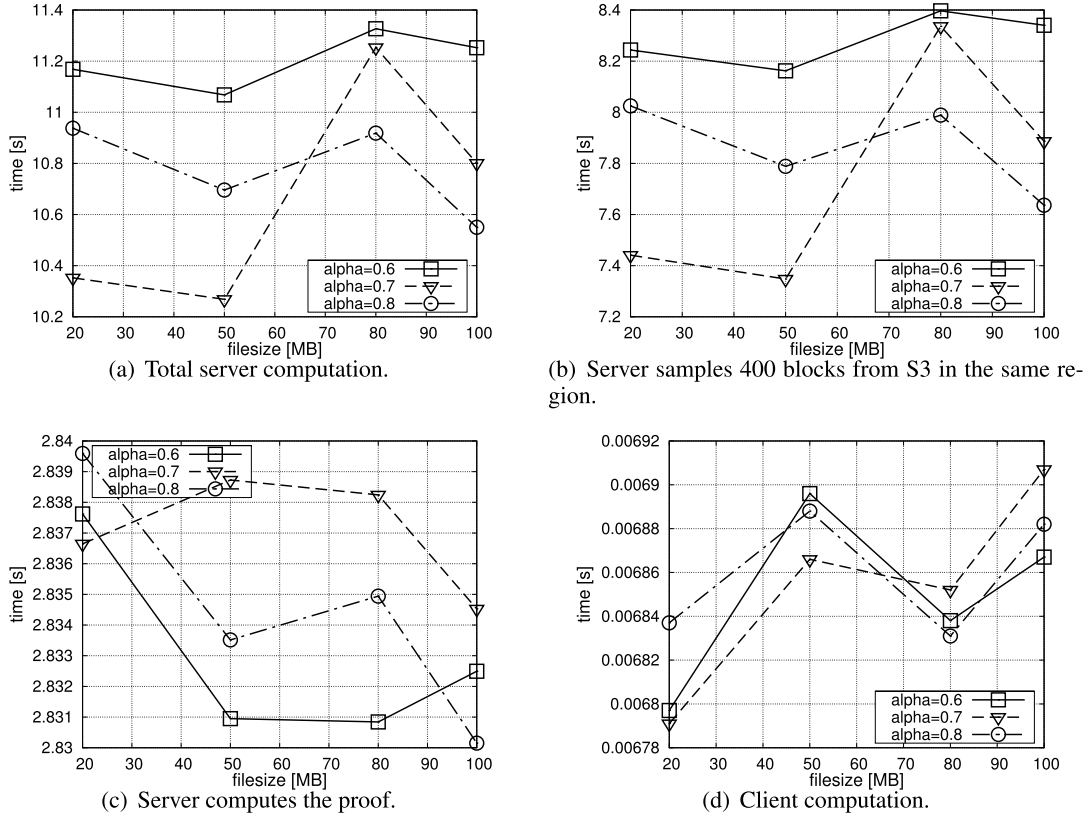 11.4
11.2
11
10.8
10.6
10.4
10.2
time [s]
alpha=0.6
alpha=0.7
alpha=0.8
20 30 40 50 60 70 80 90 100
filesize [MB]
(a) Total server computation.
8.4
8.2
8
7.8
7.6
7.4
7.2
time [s]
alpha=0.6
alpha=0.7
alpha=0.8
20 30 40 50 60 70 80 90 100
filesize [MB]
(b) Server samples 400 blocks from S3 in the same re-
gion.
2.84
2.839
2.838
2.837
2.836
2.835
2.834
2.833
2.832
2.831
2.83
time [s]
alpha=0.6
alpha=0.7
alpha=0.8
20 30 40 50 60 70 80 90 100
filesize [MB]
(c) Server computes the proof.
0.00692
0.0069
0.00688
0.00686
0.00684
0.00682
0.0068
0.00678
time [s]
alpha=0.6
alpha=0.7
alpha=0.8
20 30 40 50 60 70 80 90 100
filesize [MB]
(d) Client computation.